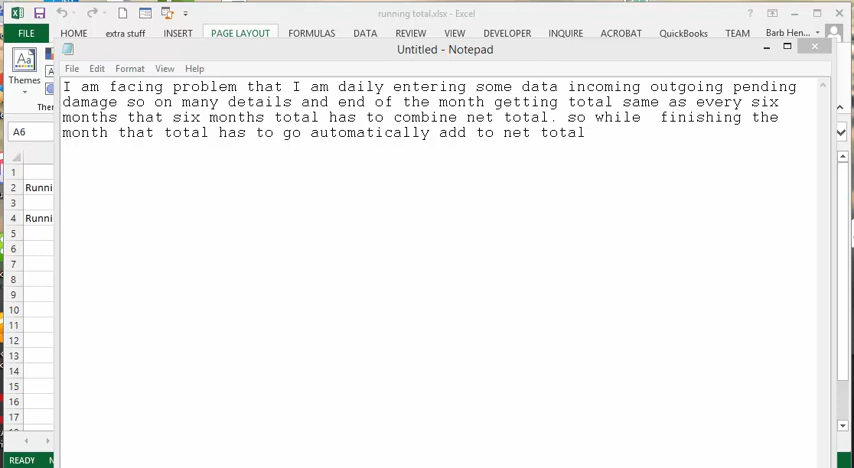 running total.xlsx - Excel
FILE HOME extra stuff INSERT PAGE LAYOUT FORMULAS DATA REVIEW VIEW DEVELOPER INQUIRE ACROBAT QuickBooks TEAM Barb Hen...
Untitled - Notepad
File Edit Format View Help
Themes
I am facing problem that I am daily entering some data incoming outgoing pending
damage so on many details and end of the month getting total same as every six
months that six months total has to combine net total. so while finishing the
month that total has to go automatically add to net total
A6
1
2 Runni
3
4 Runni
5
6
7
8
9
10
11
12
13
14
15
16
17
READY